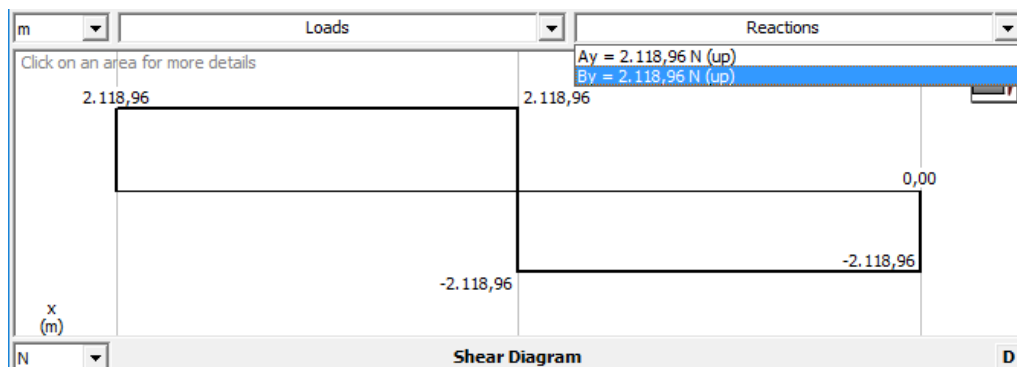 m Loads Reactions
Click on an area for more details
Ay = 2.118,96 N (up)
By = 2.118,96 N (up)
2.118,96 2.118,96
0,00
-2.118,96
-2.118,96
x
(m)
N Shear Diagram D